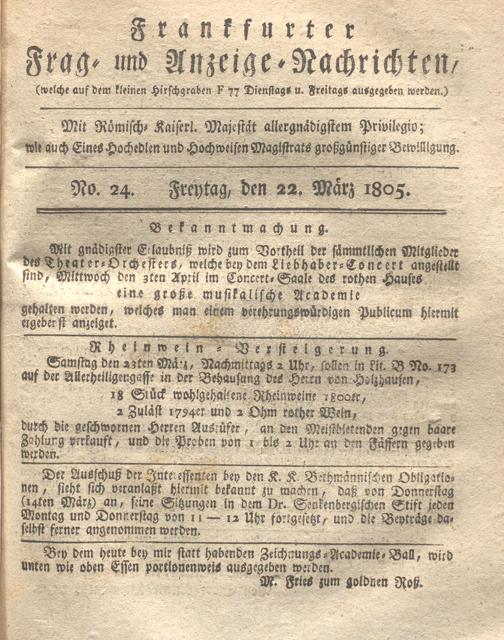 Frankfurter
Frag- und Anzeige-Nachrichten,
(welche auf dem kleinen Hirschgraben F 77 Dienstags u. Freitags ausgegeben werden.)
Mit Römisch-Kaiserl. Majestät allergnädigstem Privilegio;
wie auch Eines Hochedlen und Hochweisen Magistrats großgünstiger Bewilligung.
No. 24. Freytag, den 22. März 1805.
Bekanntmachung.
Mit gnädigster Erlaubniß wird zum Vortheil der sämmtlichen Mitglieder
des Theater-Orchesters, welche bey dem Liebhaber-Concert angestellt
sind, Mittwoch den 3ten April im Concert-Saale des rothen Hauses
eine große musikalische Academie
gehalten werden, welches man einem verehrungswürdigen Publicum hiermit
ergebenst anzeiget.
Rheinwein-Versteigerung.
Samstag den 23ten März, Nachmittags 2 Uhr, sollen in Lit. B No. 173
auf der Allerheiligengasse in der Behausung des Herrn von Holzhausen,
18 Stück wohlgehaltene Rheinweine 1800er,
2 Zuläst 1794er und 2 Ohm rother Wein,
durch die geschwornen Herren Ausrüfer, an den Meistbietenden gegen baare
Zahlung verkauft, und die Proben von 1 bis 2 Uhr an den Fässern gegeben
werden.
Der Ausschuß der Interessenten bey den K. K. Bethmännischen Obligatio-
nen, sieht sich veranlaßt hiermit bekannt zu machen, daß von Donnerstag
(14ten März) an, seine Sitzungen in dem Dr. Senkenbergischen Stift jeden
Montag und Donnerstag von 11 — 12 Uhr fortgesetzt, und die Beyträge da-
selbst ferner angenommen werden.
Bey dem heute bey mir statt habenden Zeichnungs-Academie-Ball, wird
unten wie oben Essen portionenweis ausgegeben werden.
M. Fries zum goldnen Roß.